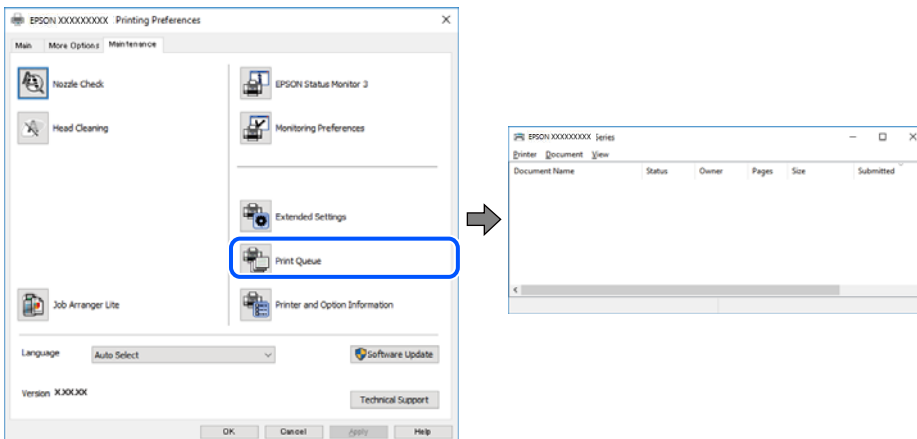 EPSON XXXXXXXXX Printing Preferences
Main More Options Maintenance
Nozzle Check
EPSON Status Monitor 3
Head Cleaning
Monitoring Preferences
Extended Settings
Print Queue
Job Arranger Lite
Printer and Option Information
Language Auto Select Software Update
Version X.XX.XX
Technical Support
OK Cancel Apply Help
EPSON XXXXXXXXX Series
Printer Document View
Document Name Status Owner Pages Size Submitted